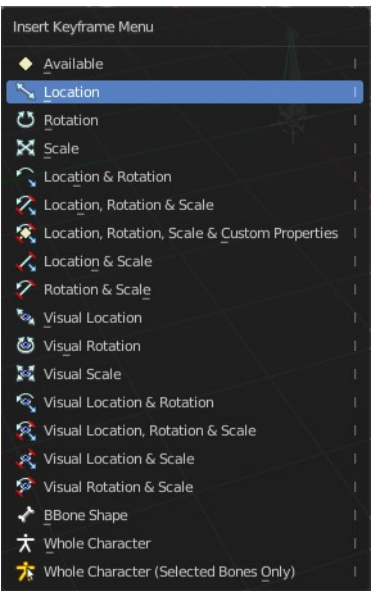 Insert Keyframe Menu
Available
Location
Rotation
Scale
Location & Rotation
Location, Rotation & Scale
Location, Rotation, Scale & Custom Properties
Location & Scale
Rotation & Scale
Visual Location
Visual Rotation
Visual Scale
Visual Location & Rotation
Visual Location, Rotation & Scale
Visual Location & Scale
Visual Rotation & Scale
BBone Shape
Whole Character
Whole Character (Selected Bones Only)